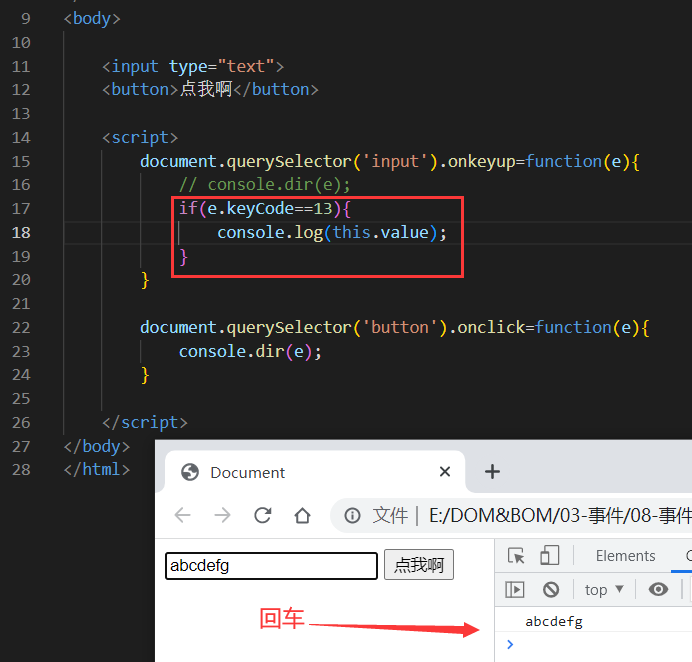 9 <body>
10
11 <input type="text">
12 <button>点我啊</button>
13
14 <script>
15 document.querySelector('input').onkeyup=function(e){
16 // console.dir(e);
17 if(e.keyCode==13){
18 console.log(this.value);
19 }
20 }
21
22 document.querySelector('button').onclick=function(e){
23 console.dir(e);
24 }
25
26 </script>
27 </body>
28 </html>
Document
文件 | E:/DOM&BOM/03-事件/08-事件
abcdefg 点我啊
Elements
top
回车
abcdefg